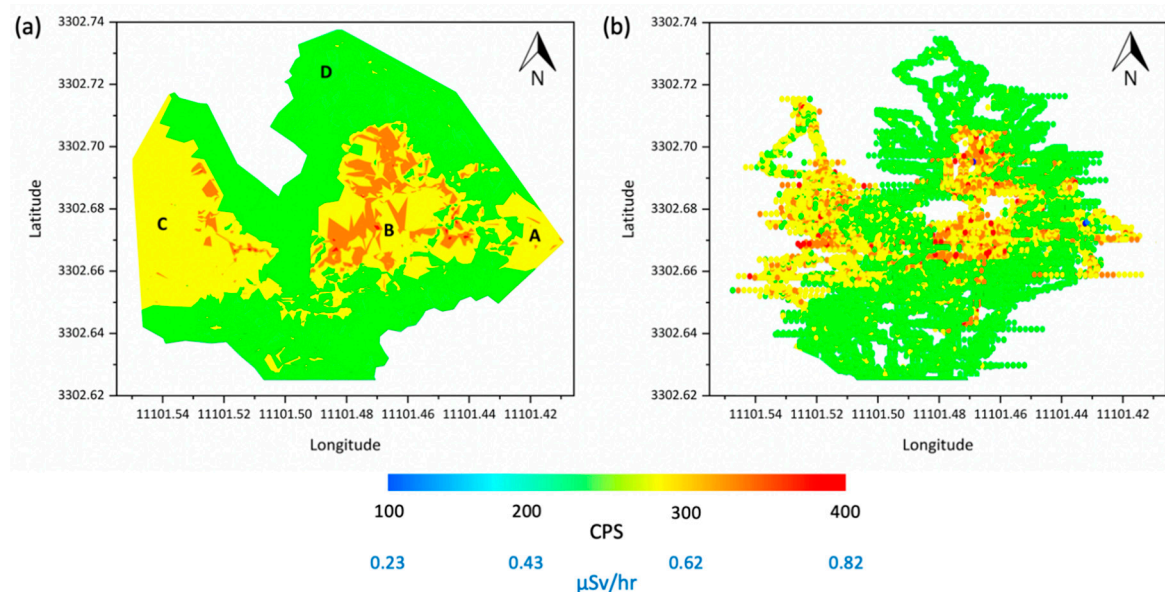 (a)
3302.74
3302.72
3302.70
3302.68
3302.66
3302.64
3302.62
Latitude
D
C
B
A
N
11101.54 11101.52 11101.50 11101.48 11101.46 11101.44 11101.42
Longitude
(b)
3302.74
3302.72
3302.70
3302.68
3302.66
3302.64
3302.62
Latitude
N
11101.54 11101.52 11101.50 11101.48 11101.46 11101.44 11101.42
Longitude
100 200 300 400
CPS
0.23 0.43 0.62 0.82
µSv/hr